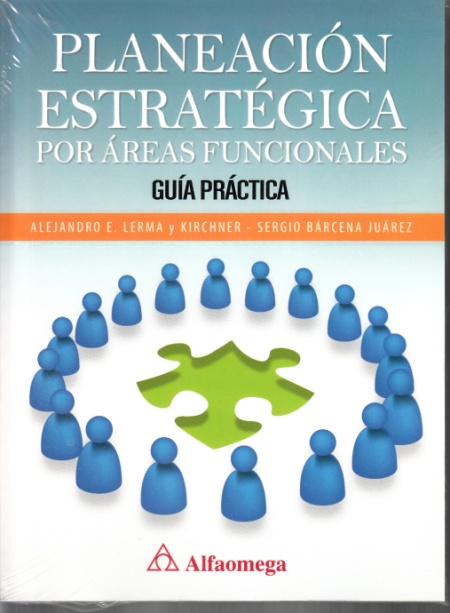 PLANEACIÓN
ESTRATÉGICA
POR ÁREAS FUNCIONALES
GUÍA PRÁCTICA
ALEJANDRO E. LERMA y KIRCHNER - SERGIO BÁRCENA JUÁREZ
Alfaomega